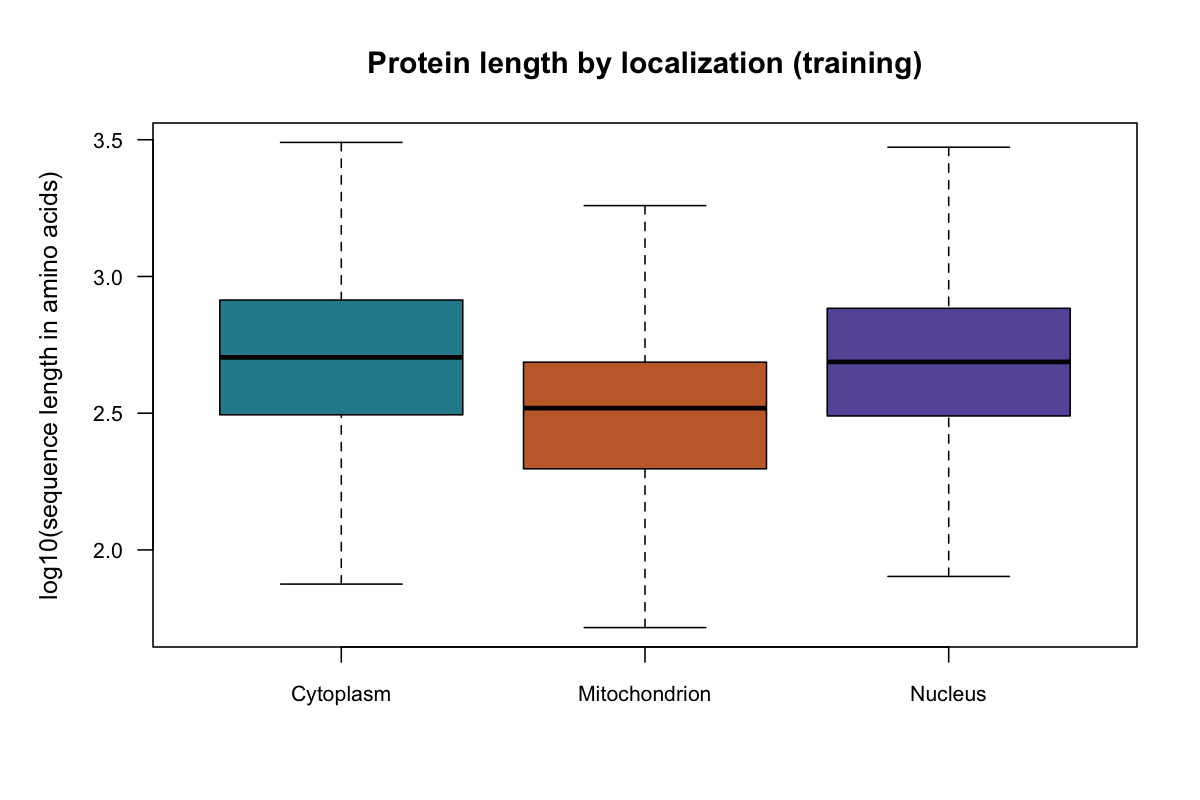 Protein length by localization (training)
log10(sequence length in amino acids)
3.5
3.0
2.5
2.0
Cytoplasm
Mitochondrion
Nucleus